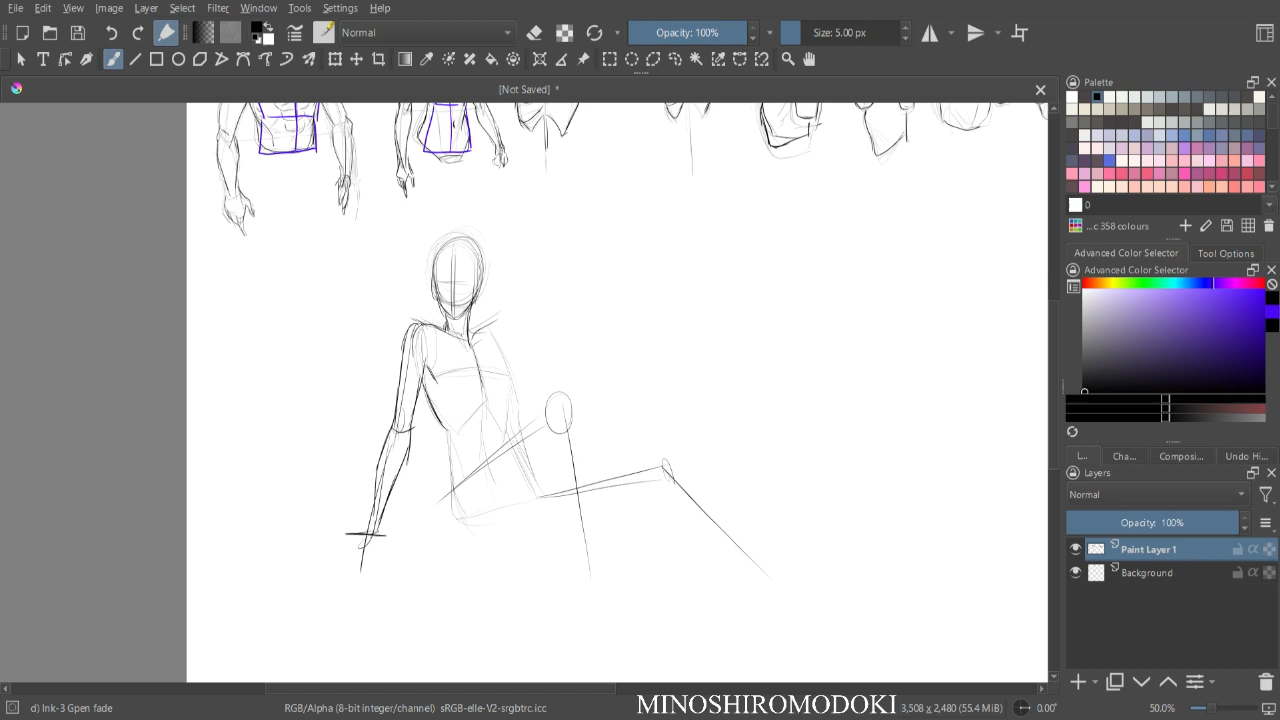 File Edit View Image Layer Select Filter Window Tools Settings Help
Normal Opacity: 100% Size: 5.00 px
[Not Saved] *
Palette
0
...c 358 colours
Advanced Color Selector Tool Options
Advanced Color Selector
L... Cha... Composi... Undo Hi...
Layers
Normal
Opacity: 100%
Paint Layer 1
Background
d) Ink-3 Gpen fade RGB/Alpha (8-bit integer/channel) sRGB-elle-V2-srgbtrc.icc MINOSHIROMODOKI 3,508 x 2,480 (55.4 MiB) 0.00° 50.0%